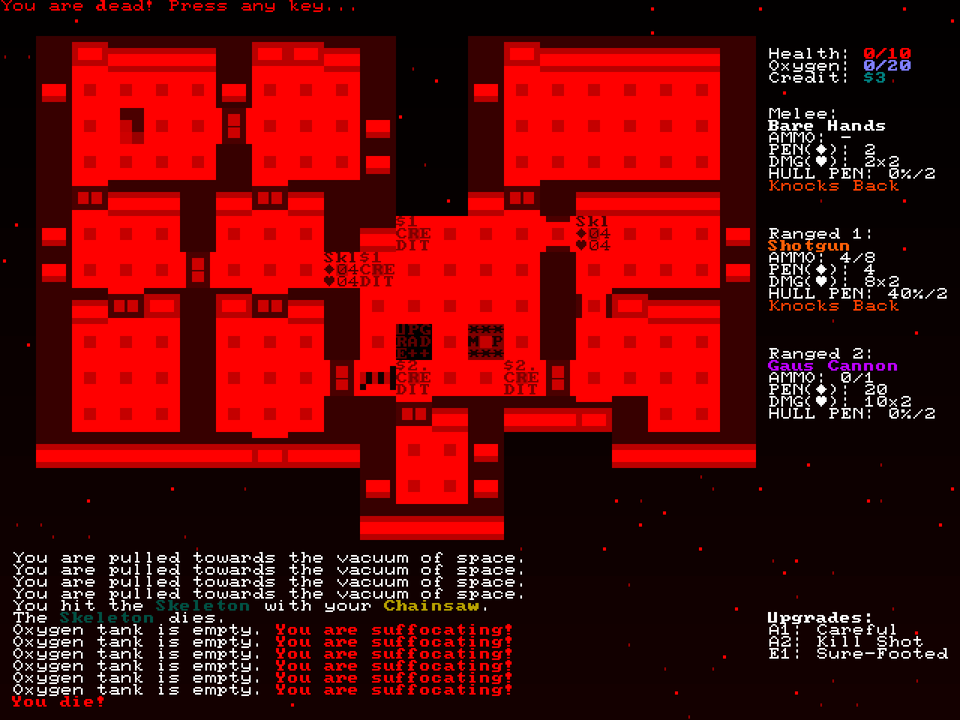 You are dead! Press any key...
Health: 0/10
Oxygen: 0/20
Credit: $3
Melee:
Bare Hands
AMMO: -
PEN(♦): 2
DMG(♥): 2x2
HULL PEN: 0%/2
Knocks Back
Ranged 1:
Shotgun
AMMO: 4/8
PEN(♦): 4
DMG(♥): 8x2
HULL PEN: 40%/2
Knocks Back
Ranged 2:
Gaus Cannon
AMMO: 0/1
PEN(♦): 20
DMG(♥): 10x2
HULL PEN: 0%/2
$1
CRE
DIT
Skl
♦04
♥04
Skl
♦04
♥04
$1
CRE
DIT
UPG
RAD
E++
$2.
CRE
DIT
$2.
CRE
DIT
You are pulled towards the vacuum of space.
You are pulled towards the vacuum of space.
You are pulled towards the vacuum of space.
You are pulled towards the vacuum of space.
You hit the Skeleton with your Chainsaw.
The Skeleton dies.
Oxygen tank is empty. You are suffocating!
Oxygen tank is empty. You are suffocating!
Oxygen tank is empty. You are suffocating!
Oxygen tank is empty. You are suffocating!
Oxygen tank is empty. You are suffocating!
Oxygen tank is empty. You are suffocating!
You die!
Upgrades:
A1: Careful
A2: Kill Shot
E1: Sure-Footed